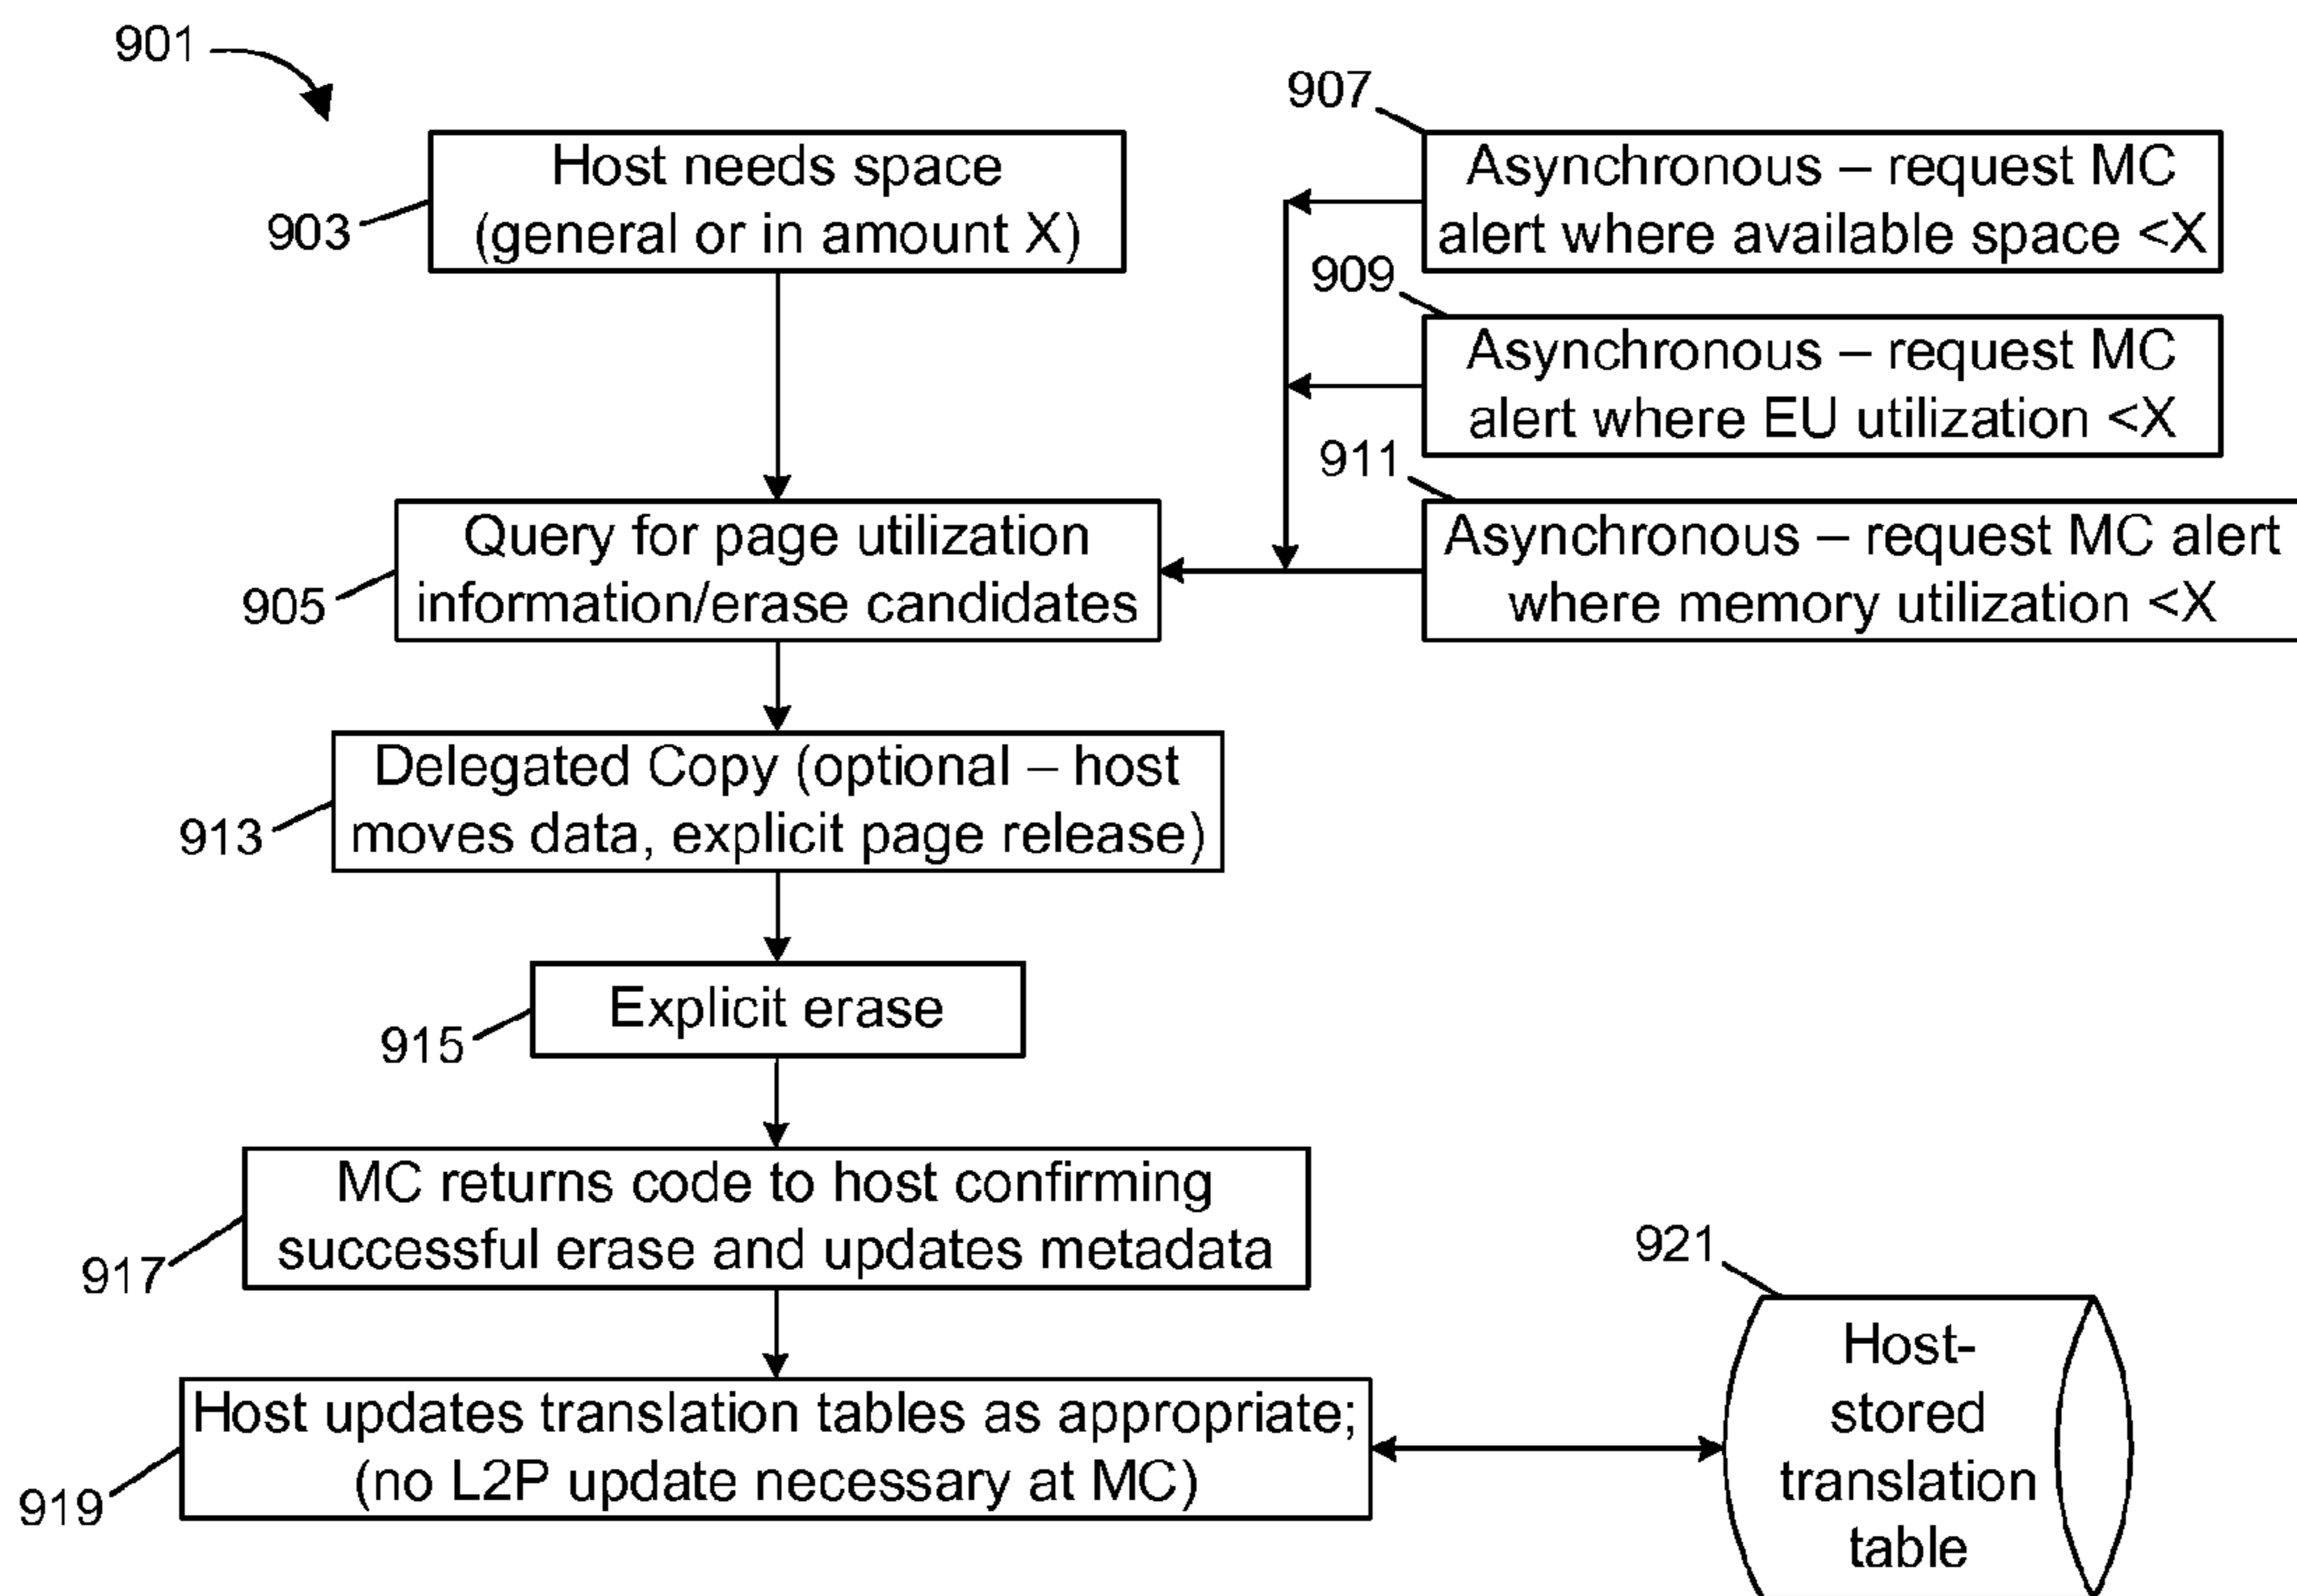 901
903
Host needs space
(general or in amount X)
907
Asynchronous – request MC
alert where available space <X
909
Asynchronous – request MC
alert where EU utilization <X
911
Asynchronous – request MC alert
where memory utilization <X
905
Query for page utilization
information/erase candidates
913
Delegated Copy (optional – host
moves data, explicit page release)
915
Explicit erase
917
MC returns code to host confirming
successful erase and updates metadata
919
Host updates translation tables as appropriate;
(no L2P update necessary at MC)
921
Host-
stored
translation
table